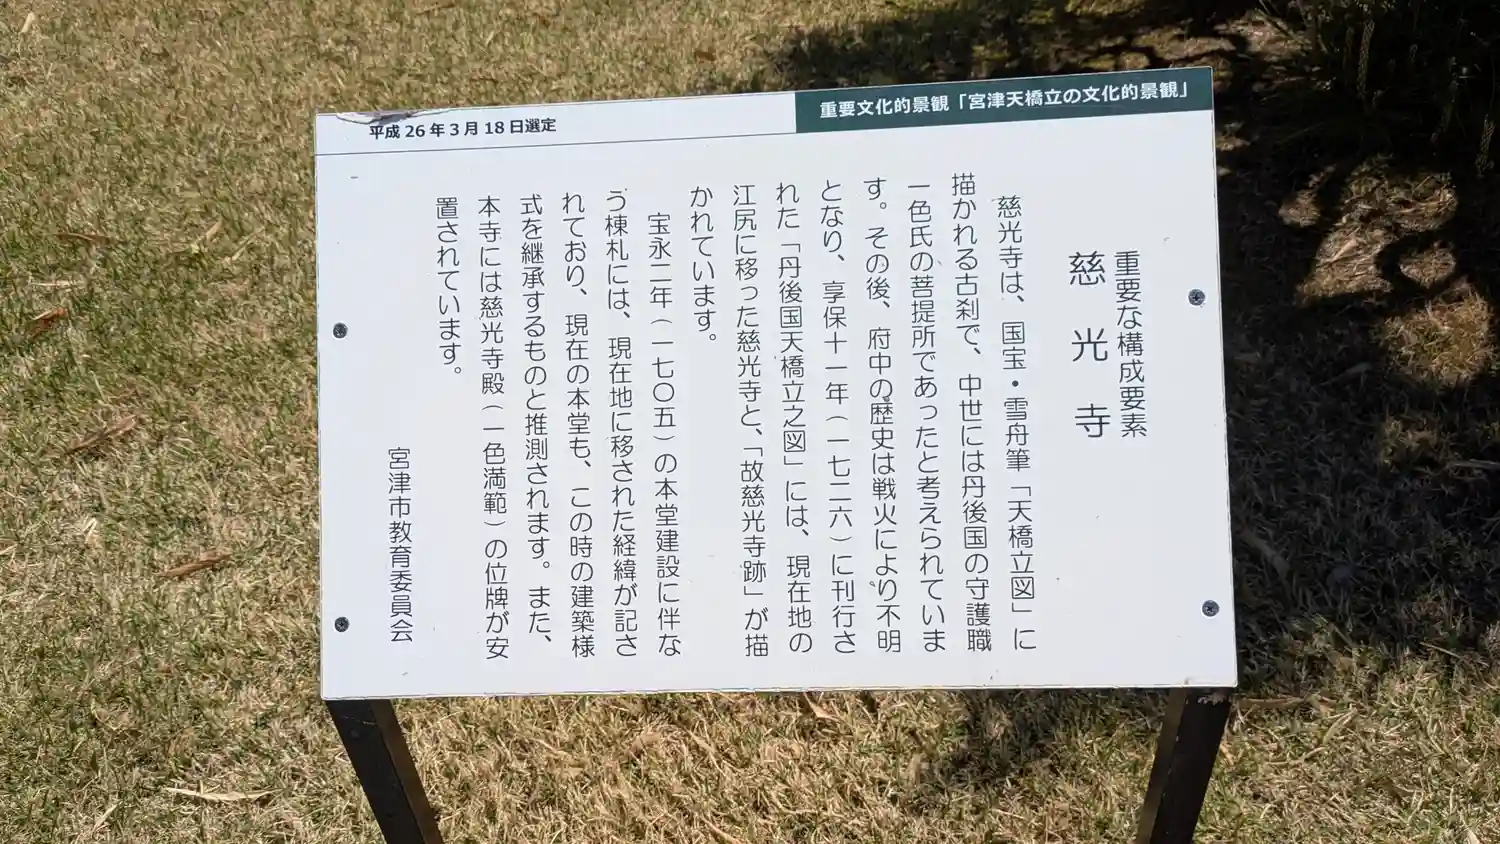 重要文化的景観「宮津天橋立の文化的景観」
平成26年3月18日選定
重要な構成要素
慈光寺
慈光寺は、国宝・雪舟筆「天橋立図」に
描かれる古刹で、中世には丹後国の守護職
一色氏の菩提所であったと考えられていま
す。その後、府中の歴史は戦火により不明
となり、享保十一年(一七二六)に刊行さ
れた「丹後国天橋立之図」には、現在地の
江尻に移った慈光寺と、「故慈光寺跡」が描
かれています。
宝永二年(一七〇五)の本堂建設に伴な
う棟札には、現在地に移された経緯が記さ
れており、現在の本堂も、この時の建築様
式を継承するものと推測されます。また、
本寺には慈光寺殿(一色満範)の位牌が安
置されています。
宮津市教育委員会